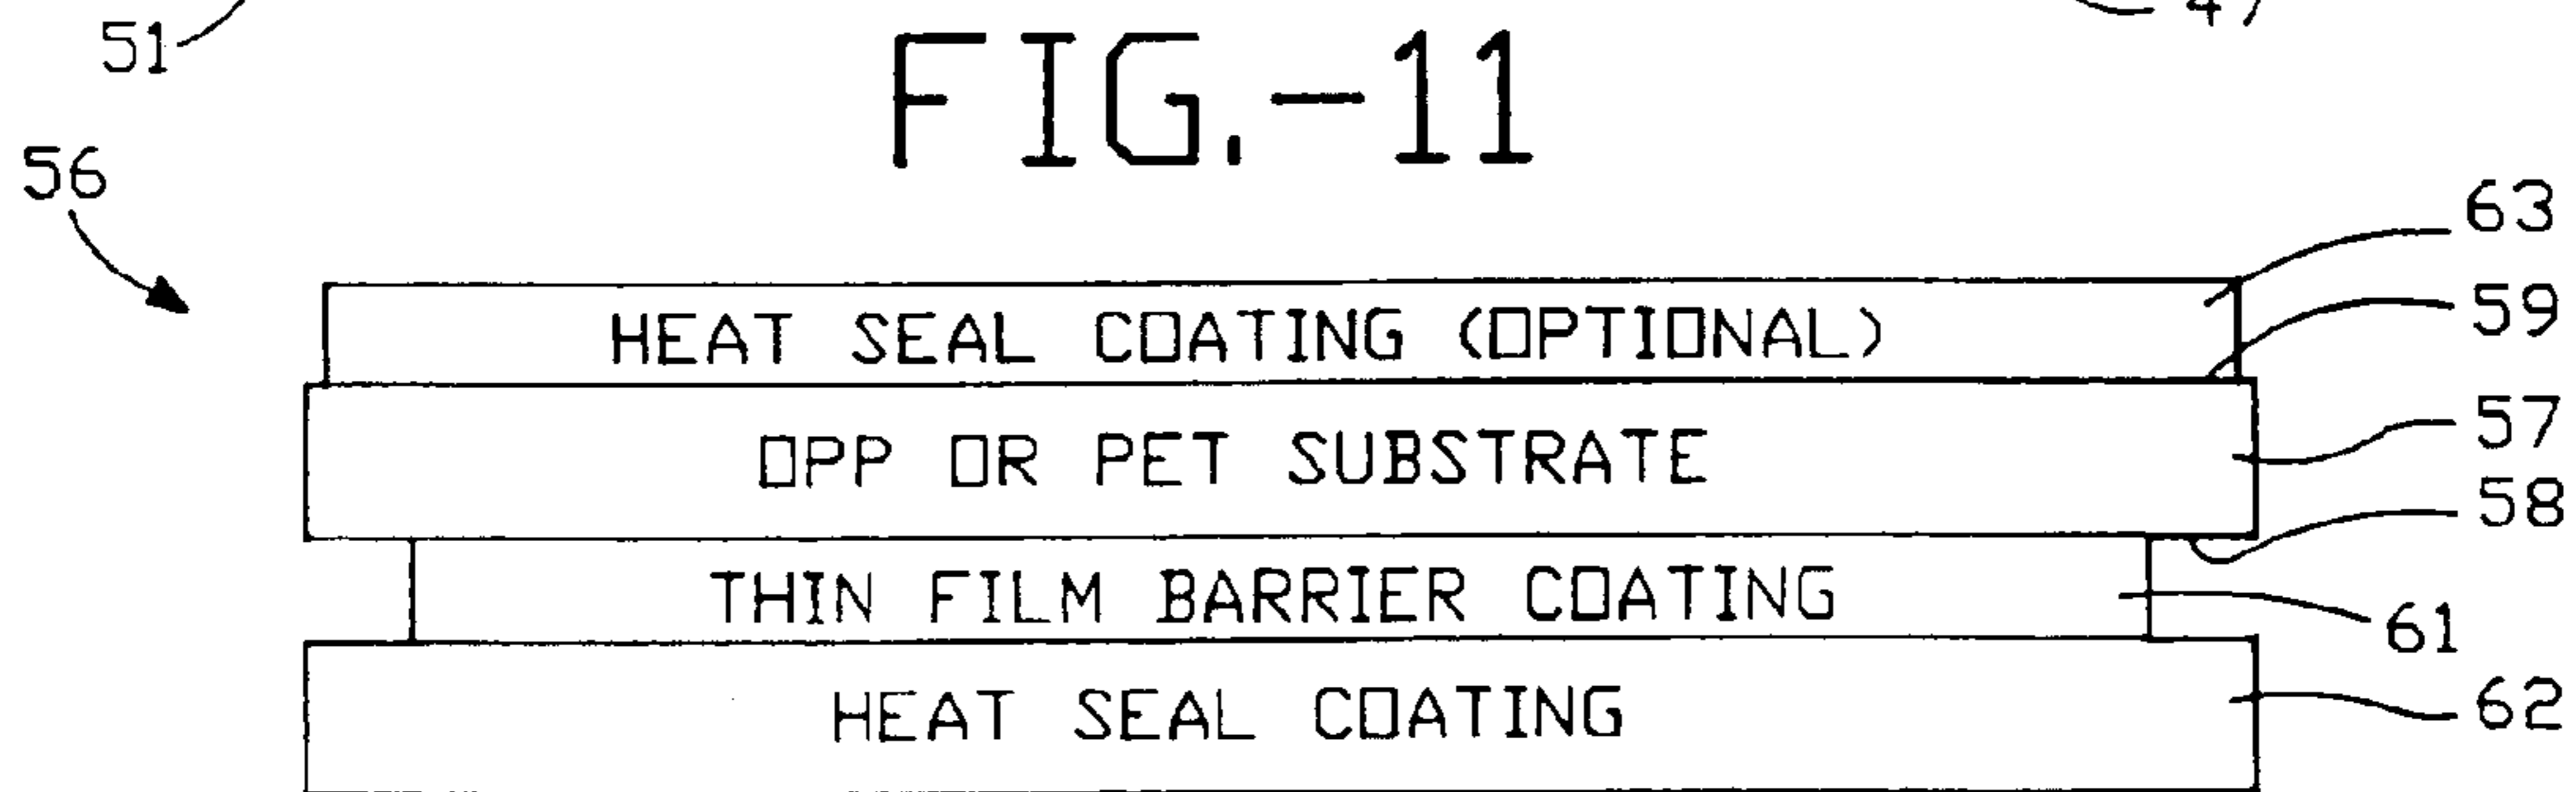 51
47
FIG.-11
56
63
HEAT SEAL COATING (OPTIONAL)
59
OPP OR PET SUBSTRATE
57
58
THIN FILM BARRIER COATING
61
HEAT SEAL COATING
62